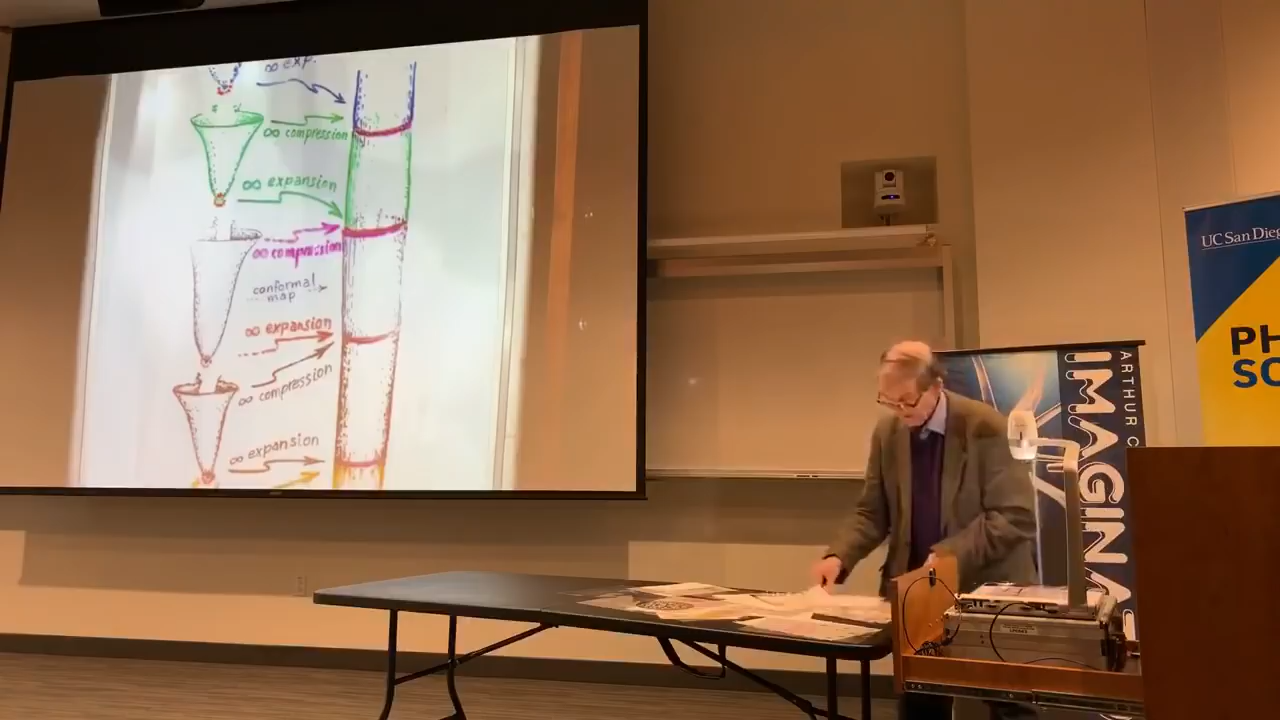 ∞ exp.
∞ compression
∞ expansion
∞ compression
conformal
map
∞ expansion
∞ compression
∞ expansion
UC San Dieg
PH
SC
ARTHUR C
IMAGINA